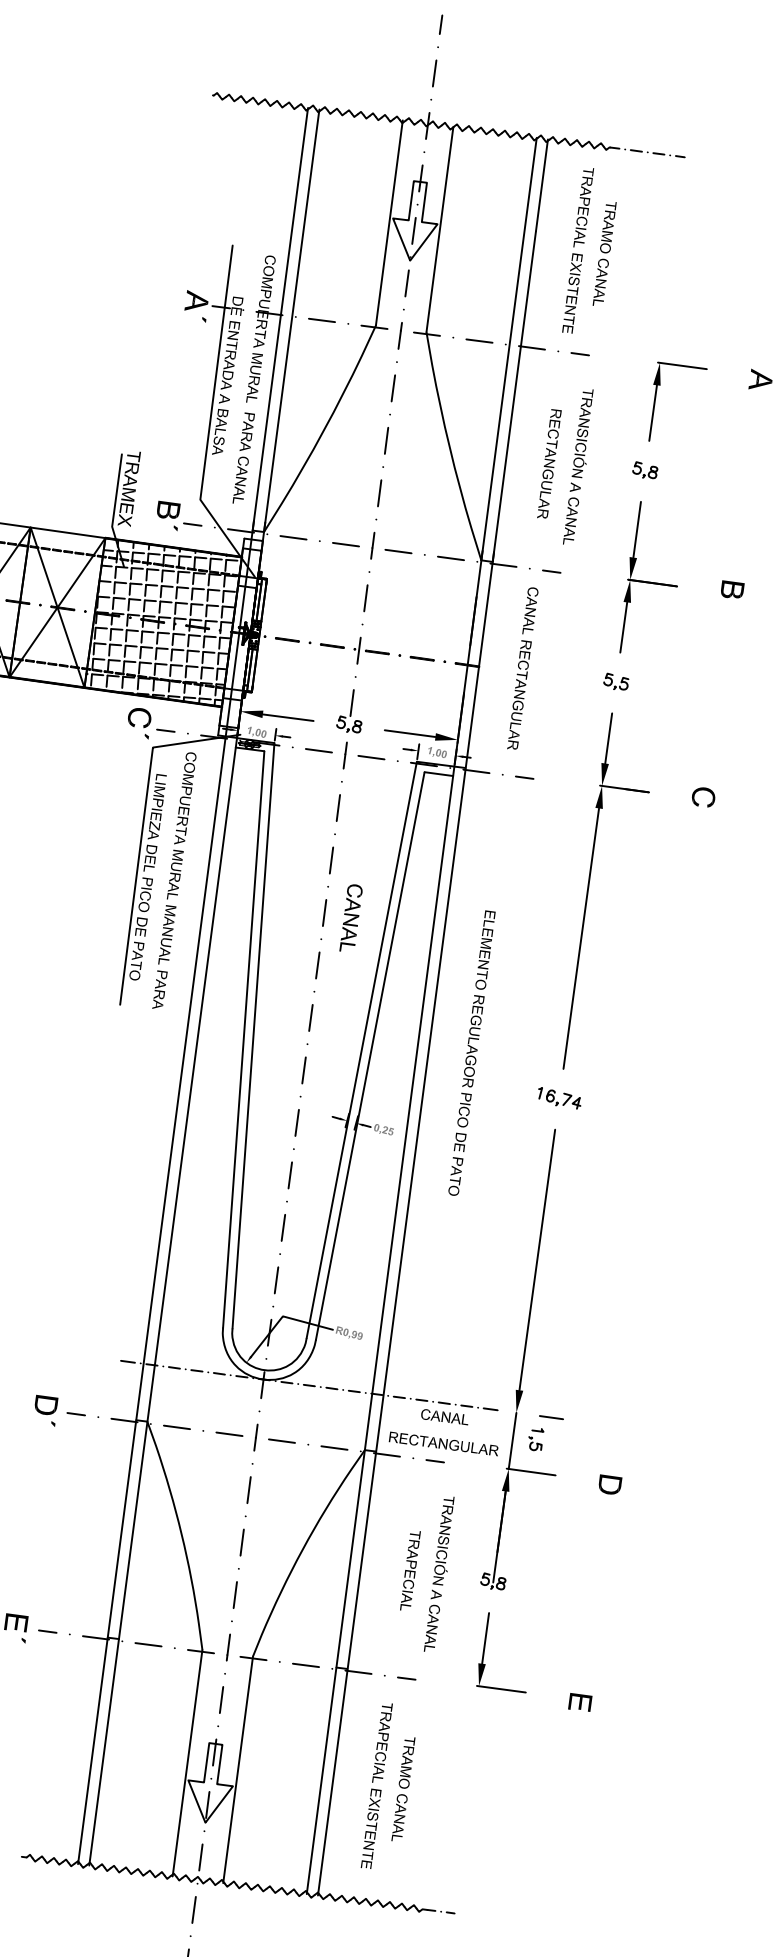 TRAMO CANAL
TRAPECIAL EXISTENTE
A
A´
5,8
TRANSICIÓN A CANAL
RECTANGULAR
COMPUERTA MURAL PARA CANAL
DE ENTRADA A BALSA
TRAMEX
B
B´
5,5
CANAL RECTANGULAR
5,8
C
C´
1,00
1,00
COMPUERTA MURAL MANUAL PARA
LIMPIEZA DEL PICO DE PATO
CANAL
ELEMENTO REGULAGOR PICO DE PATO
16,74
0,25
R0,99
CANAL
RECTANGULAR
1,5
D
D´
TRANSICIÓN A CANAL
TRAPECIAL
5,8
E
E´
TRAMO CANAL
TRAPECIAL EXISTENTE